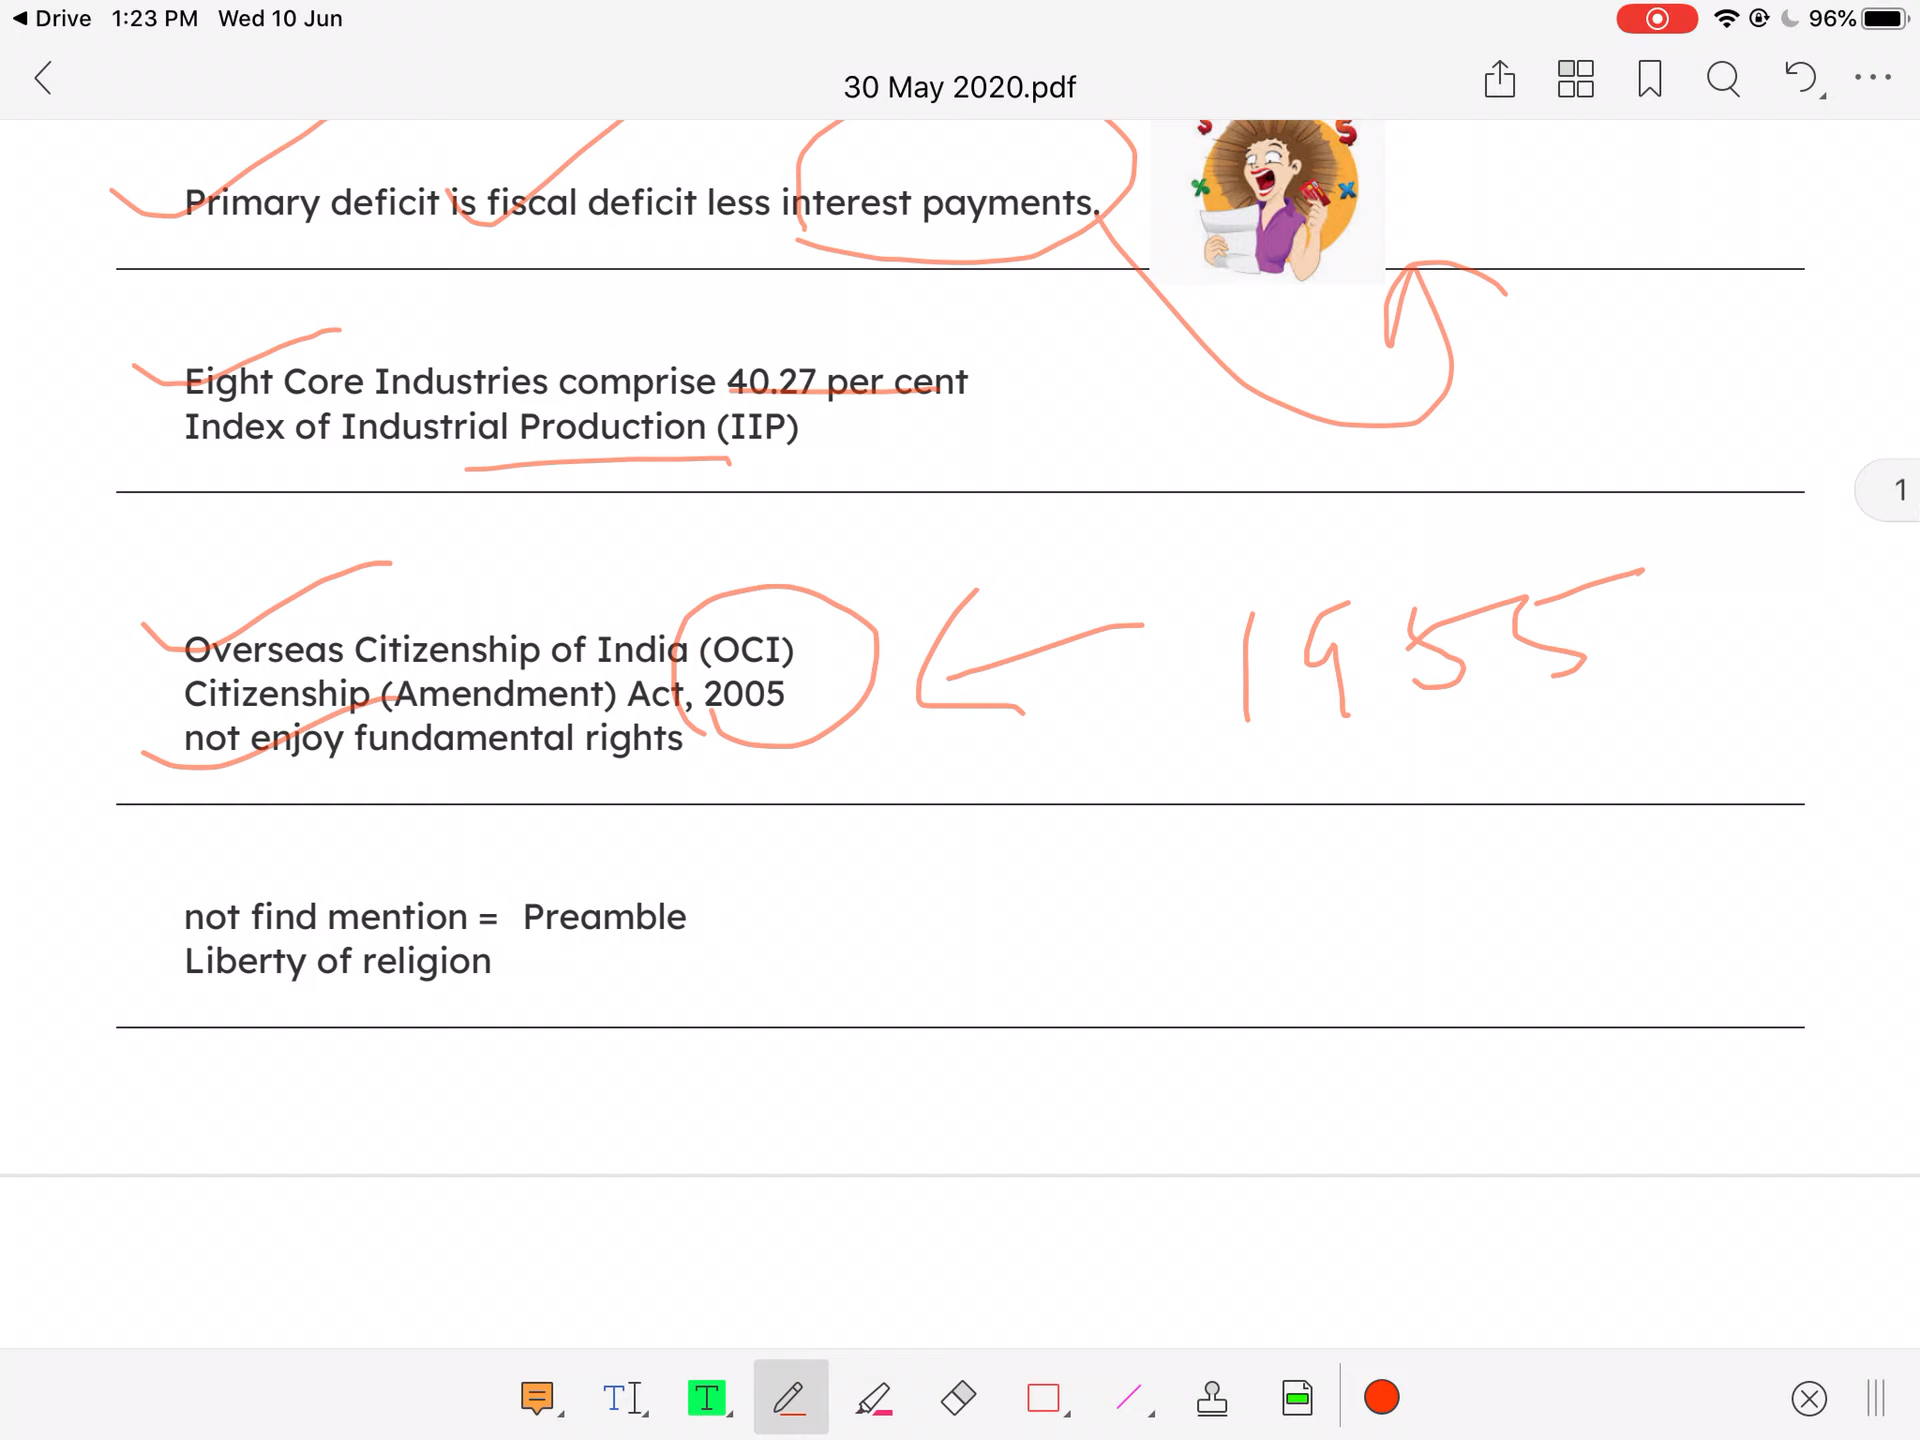 Drive 1:23 PM Wed 10 Jun 96%
30 May 2020.pdf
Primary deficit is fiscal deficit less interest payments.
Eight Core Industries comprise 40.27 per cent
Index of Industrial Production (IIP)
1
Overseas Citizenship of India (OCI)
Citizenship (Amendment) Act, 2005
not enjoy fundamental rights
1955
not find mention = Preamble
Liberty of religion